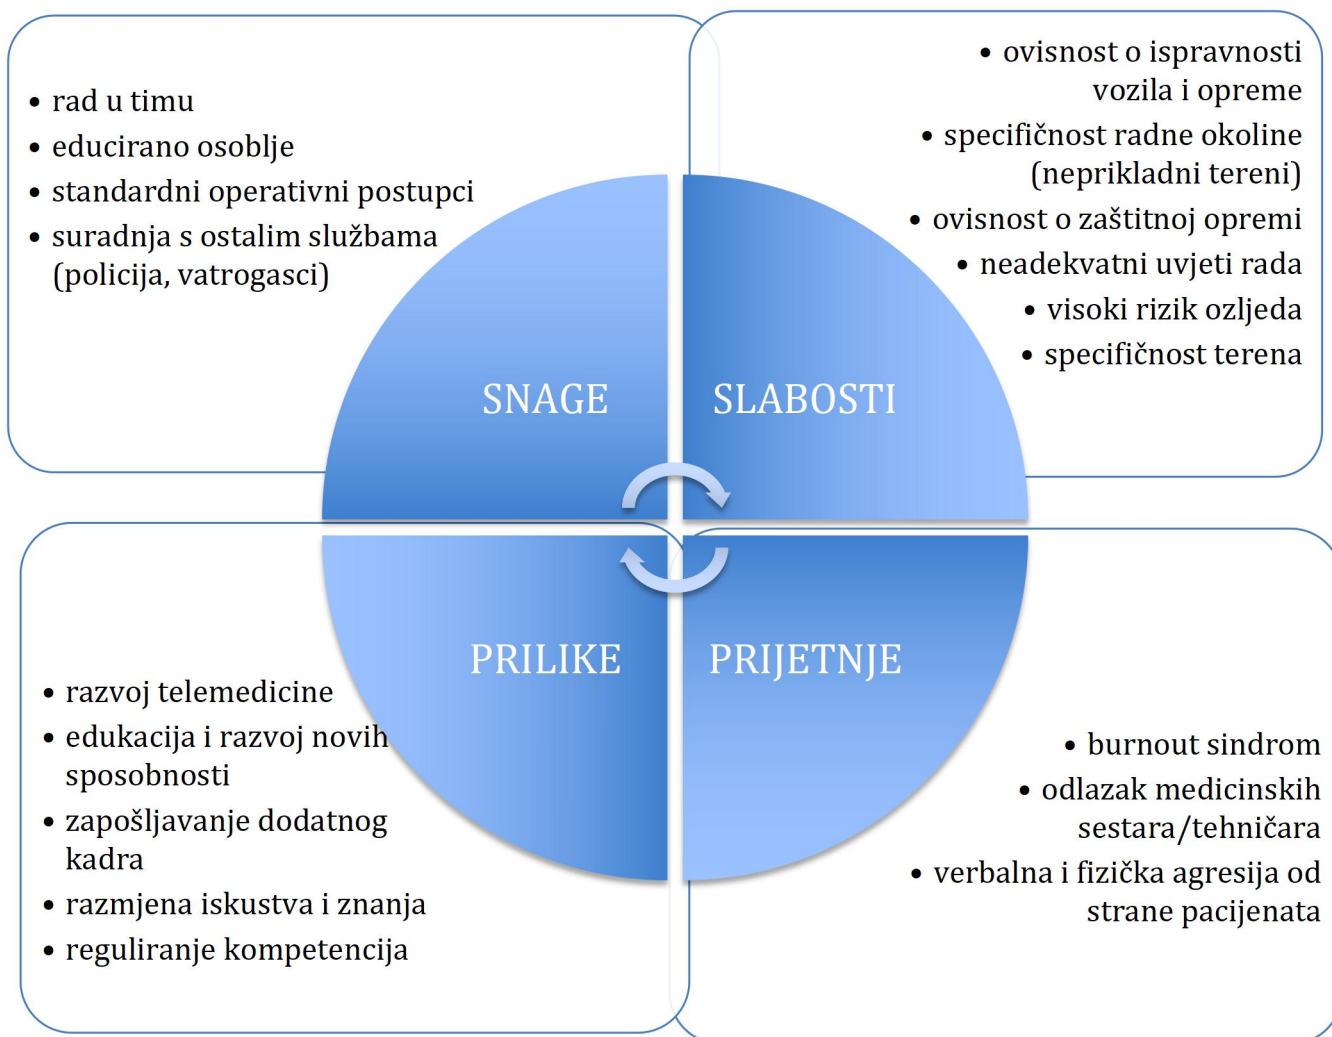 • rad u timu
• educirano osoblje
• standardni operativni postupci
• suradnja s ostalim službama
(policija, vatrogasci)
SNAGE
• ovisnost o ispravnosti
vozila i opreme
• specifičnost radne okoline
(neprikladni tereni)
• ovisnost o zaštitnoj opremi
• neadekvatni uvjeti rada
• visoki rizik ozljeda
• specifičnost terena
SLABOSTI
PRILIKE
• razvoj telemedicine
• edukacija i razvoj novih
sposobnosti
• zapošljavanje dodatnog
kadra
• razmjena iskustva i znanja
• reguliranje kompetencija
PRIJETNJE
• burnout sindrom
• odlazak medicinskih
sestara/tehničara
• verbalna i fizička agresija od
strane pacijenata